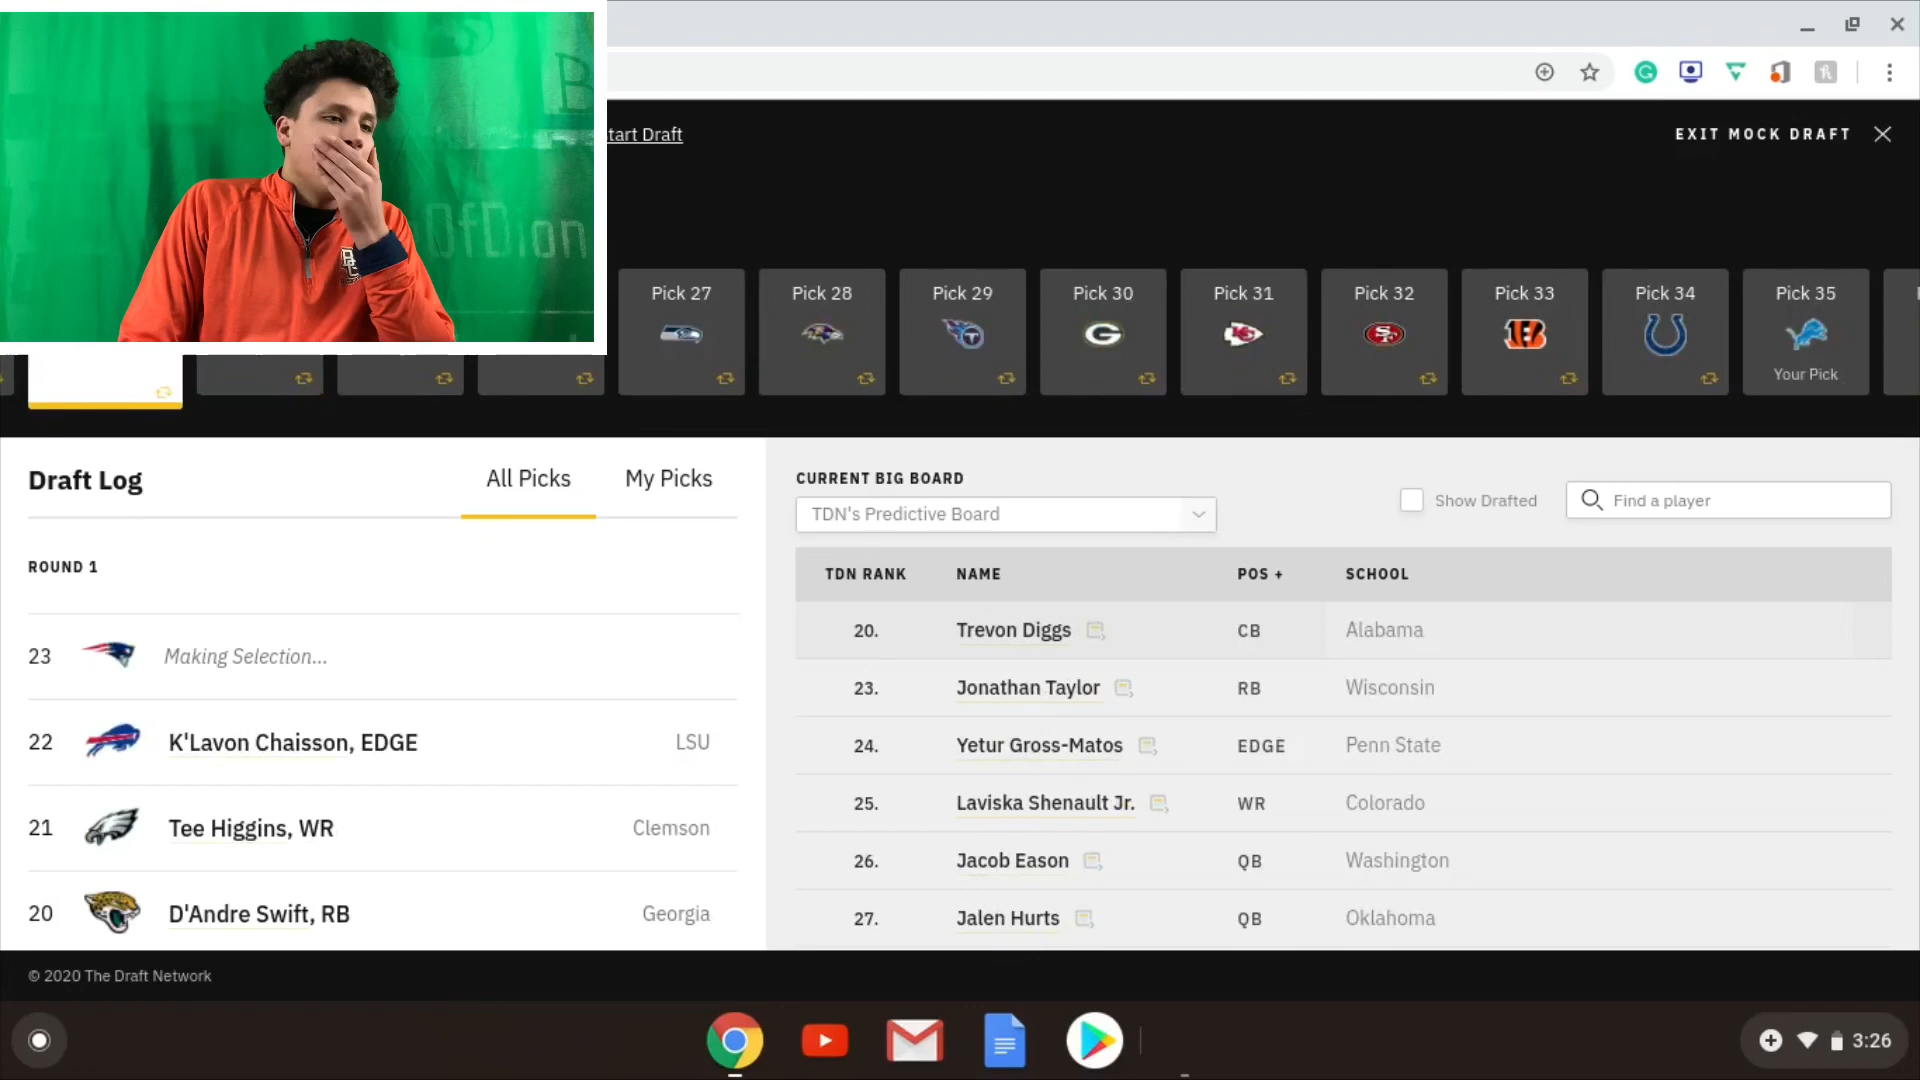 B
OfDion
tart Draft
EXIT MOCK DRAFT
Pick 27
Pick 28
Pick 29
Pick 30
Pick 31
Pick 32
Pick 33
Pick 34
Pick 35
Your Pick
Draft Log
All Picks
My Picks
ROUND 1
23 Making Selection...
22 K'Lavon Chaisson, EDGE LSU
21 Tee Higgins, WR Clemson
20 D'Andre Swift, RB Georgia
CURRENT BIG BOARD
TDN's Predictive Board
Show Drafted
Find a player
TDN RANK NAME POS + SCHOOL
20. Trevon Diggs CB Alabama
23. Jonathan Taylor RB Wisconsin
24. Yetur Gross-Matos EDGE Penn State
25. Laviska Shenault Jr. WR Colorado
26. Jacob Eason QB Washington
27. Jalen Hurts QB Oklahoma
© 2020 The Draft Network
3:26